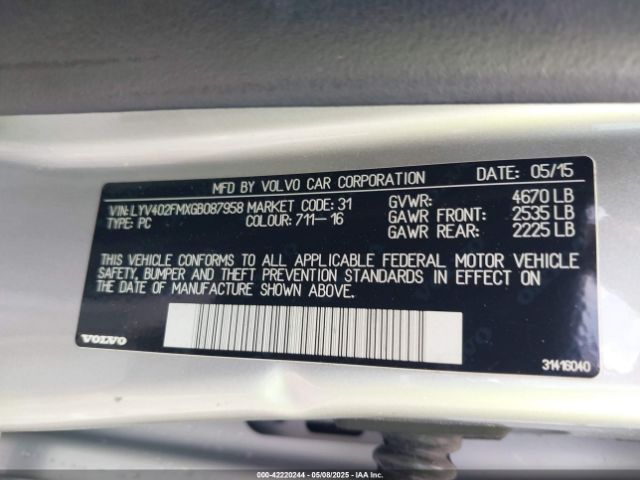 MFD BY VOLVO CAR CORPORATION
DATE: 05/15
VIN:LYV402FMXGB087958 MARKET CODE: 31
TYPE: PC
COLOUR: 711-16
GVWR: 4670 LB
GAWR FRONT: 2535 LB
GAWR REAR: 2225 LB
THIS VEHICLE CONFORMS TO ALL APPLICABLE FEDERAL MOTOR VEHICLE
SAFETY, BUMPER AND THEFT PREVENTION STANDARDS IN EFFECT ON
THE DATE OF MANUFACTURE SHOWN ABOVE.
VOLVO
31416040
000-42220244 - 05/08/2025 - IAA Inc.